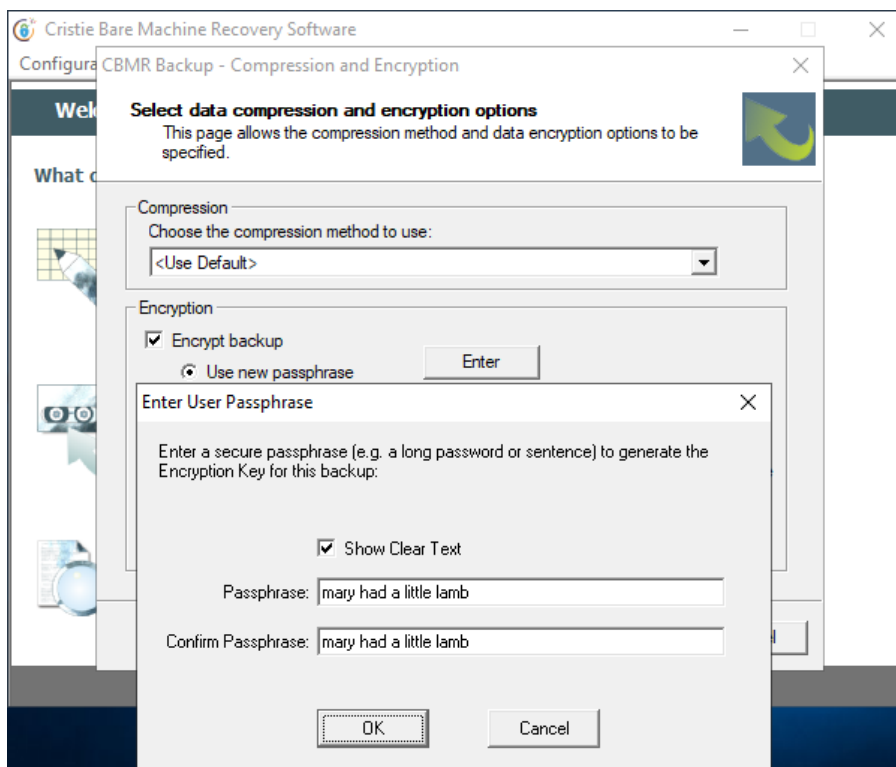 Cristie Bare Machine Recovery Software
Configura
CBMR Backup - Compression and Encryption
Wel
Select data compression and encryption options
This page allows the compression method and data encryption options to be
specified.
What
Compression
Choose the compression method to use:
<Use Default>
Encryption
Encrypt backup
Enter
Use new passphrase
Enter User Passphrase
Enter a secure passphrase (e.g. a long password or sentence) to generate the
Encryption Key for this backup:
Show Clear Text
Passphrase: mary had a little lamb
Confirm Passphrase: mary had a little lamb
OK Cancel